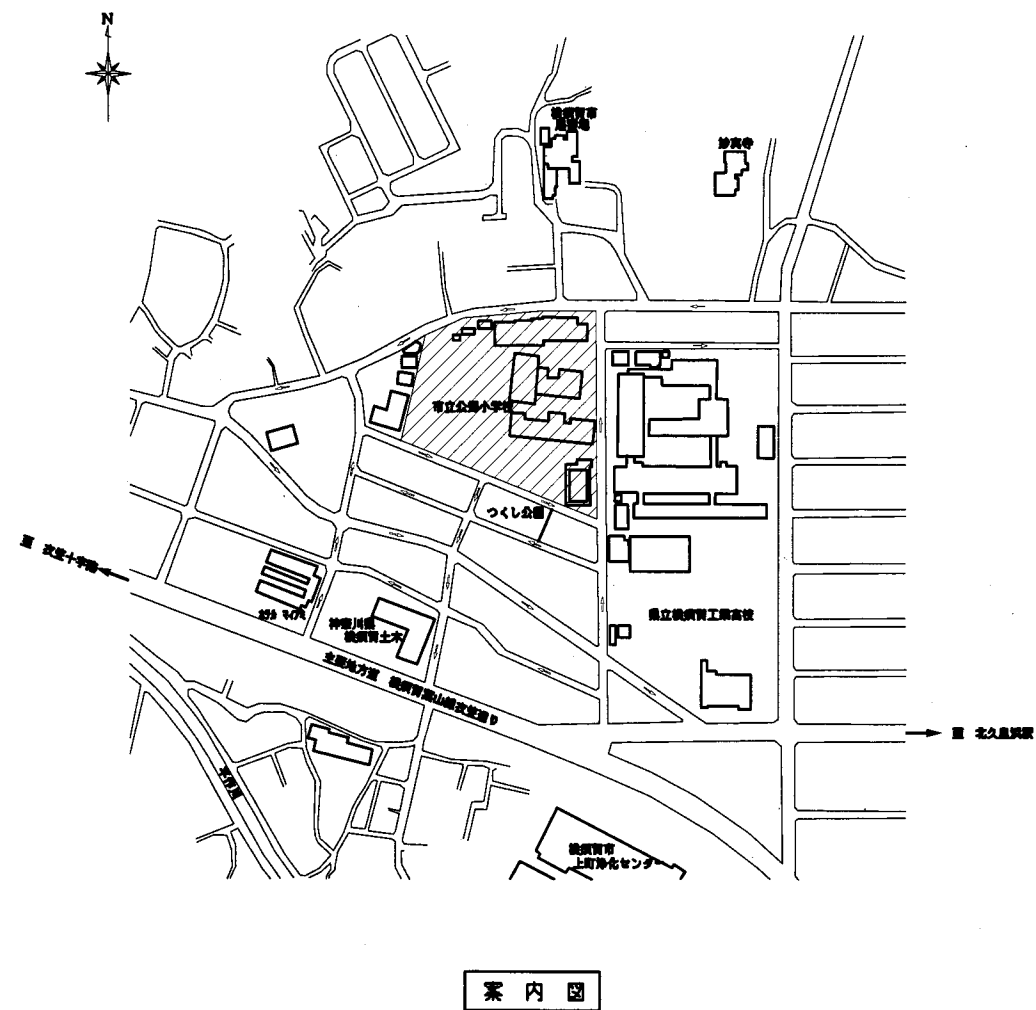 N
横須賀市
妙真寺
市立公郷小学校
つくし公園
至 衣笠十字路
神奈川県
横須賀土木
県立横須賀工業高校
主要地方道 横須賀葉山線衣笠通り
至 北久里浜駅
平作川
横須賀市
上町浄化センター
案内図